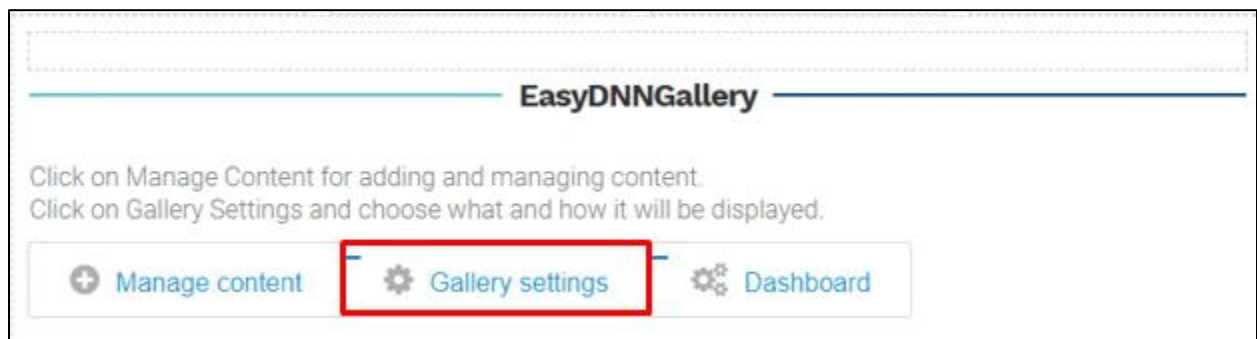 EasyDNNGallery
Click on Manage Content for adding and managing content.
Click on Gallery Settings and choose what and how it will be displayed.
Manage content Gallery settings Dashboard